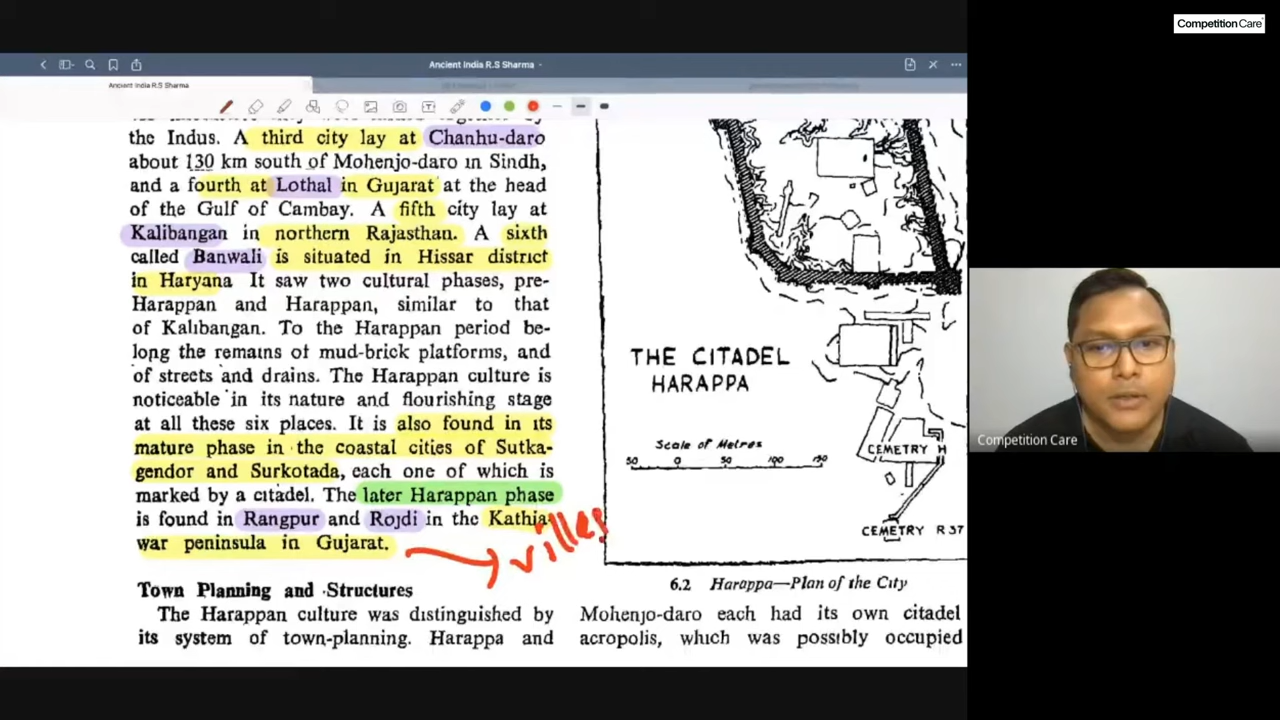 Competition Care
Ancient India R.S Sharma
Ancient India R.S Sharma
the Indus. A third city lay at Chanhu-daro
about 130 km south of Mohenjo-daro in Sindh,
and a fourth at Lothal in Gujarat at the head
of the Gulf of Cambay. A fifth city lay at
Kalibangan in northern Rajasthan. A sixth
called Banwali is situated in Hissar district
in Haryana It saw two cultural phases, pre-
Harappan and Harappan, similar to that
of Kalibangan. To the Harappan period be-
long the remains of mud-brick platforms, and
of streets and drains. The Harappan culture is
noticeable in its nature and flourishing stage
at all these six places. It is also found in its
mature phase in the coastal cities of Sutka-
gendor and Surkotada, each one of which is
marked by a citadel. The later Harappan phase
is found in Rangpur and Rojdi in the Kathia-
war peninsula in Gujarat.
Town Planning and Structures
The Harappan culture was distinguished by
its system of town-planning. Harappa and
THE CITADEL
HARAPPA
Scale of Metres
50 0 50 100 150
CEMETRY H
CEMETRY R 37
6.2 Harappa—Plan of the City
Mohenjo-daro each had its own citadel
acropolis, which was possibly occupied
Competition Care